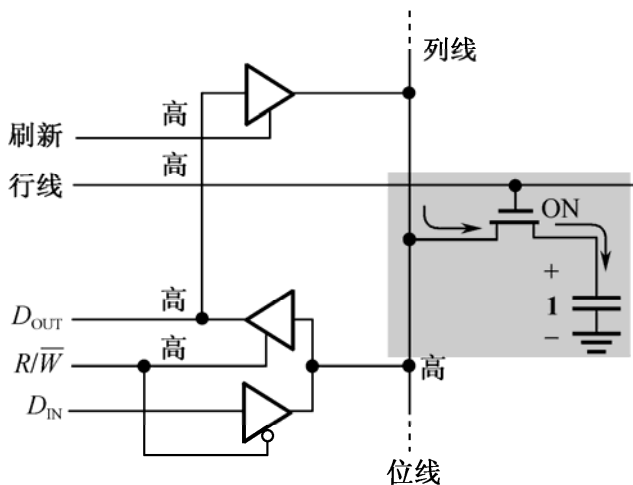 列线
高
刷新
高
行线
ON
+
1
−
高
D_OUT
高
R/W̅
高
D_IN
位线